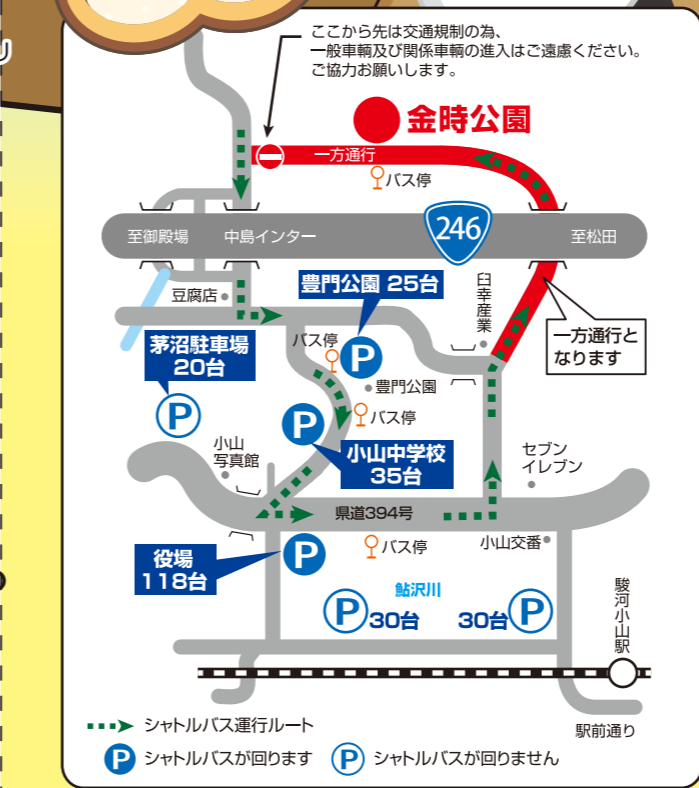 ここから先は交通規制の為、
一般車輌及び関係車輌の進入はご遠慮ください。
ご協力お願いします。
金時公園
一方通行
バス停
246
至御殿場
中島インター
至松田
豆腐店
豊門公園 25台
臼幸産業
一方通行と
なります
バス停
P
茅沼駐車場
20台
P
豊門公園
バス停
P
小山中学校
35台
小山
写真館
セブン
イレブン
県道394号
役場
118台
P
バス停
小山交番
鮎沢川
P 30台
30台 P
駿河小山駅
駅前通り
シャトルバス運行ルート
P シャトルバスが回ります
P シャトルバスが回りません